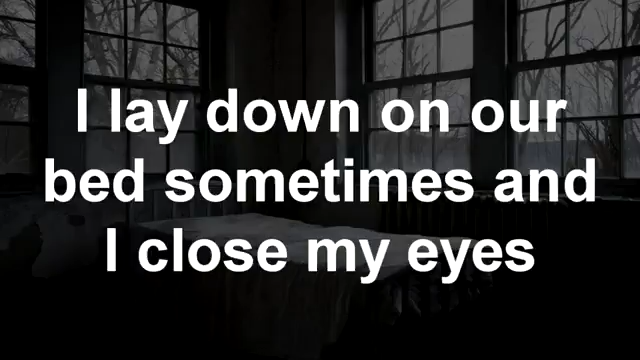 I lay down on our
bed sometimes and
I close my eyes